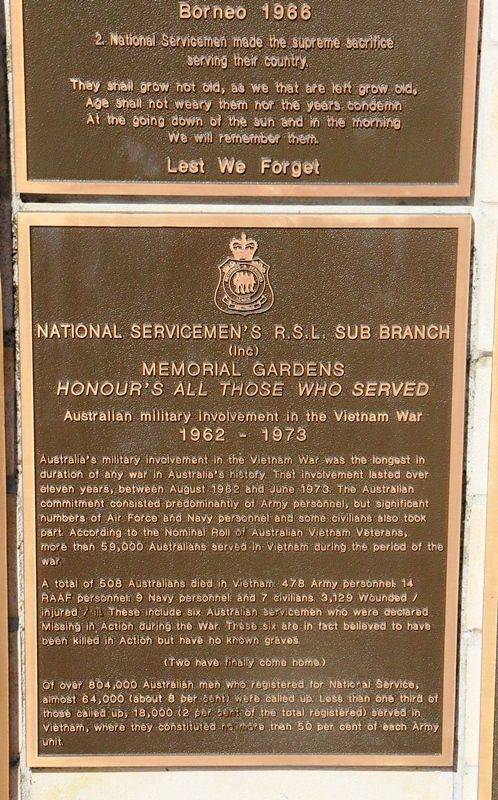 Borneo 1966
2. National Servicemen made the supreme sacrifice
serving their country.
They shall grow not old, as we that are left grow old,
Age shall not weary them nor the years condemn
At the going down of the sun and in the morning
We will remember them.
Lest We Forget
NATIONAL SERVICEMEN'S R.S.L. SUB BRANCH
(Inc)
MEMORIAL GARDENS
HONOUR'S ALL THOSE WHO SERVED
Australian military involvement in the Vietnam War
1962 - 1973
Australia's military involvement in the Vietnam War was the longest in
duration of any war in Australia's history. That involvement lasted over
eleven years, between August 1962 and June 1973. The Australian
commitment consisted predominantly of Army personnel, but significant
numbers of Air Force and Navy personnel and some civilians also took
part. According to the Nominal Roll of Australian Vietnam Veterans,
more than 59,000 Australians served in Vietnam during the period of the
war.
A total of 508 Australians died in Vietnam: 478 Army personnel: 14
RAAF personnel: 9 Navy personnel: and 7 civilians. 3,129 Wounded /
injured / ill. These include six Australian servicemen who were declared
Missing in Action during the War. These six are in fact believed to have
been killed in Action but have no known graves.
(Two have finally come home.)
Of over 804,000 Australian men who registered for National Service,
almost 64,000 (about 8 per cent) were called up. Less than one third of
those called up, 18,000 (2 per cent of the total registered) served in
Vietnam, where they constituted no more than 50 per cent of each Army
unit.